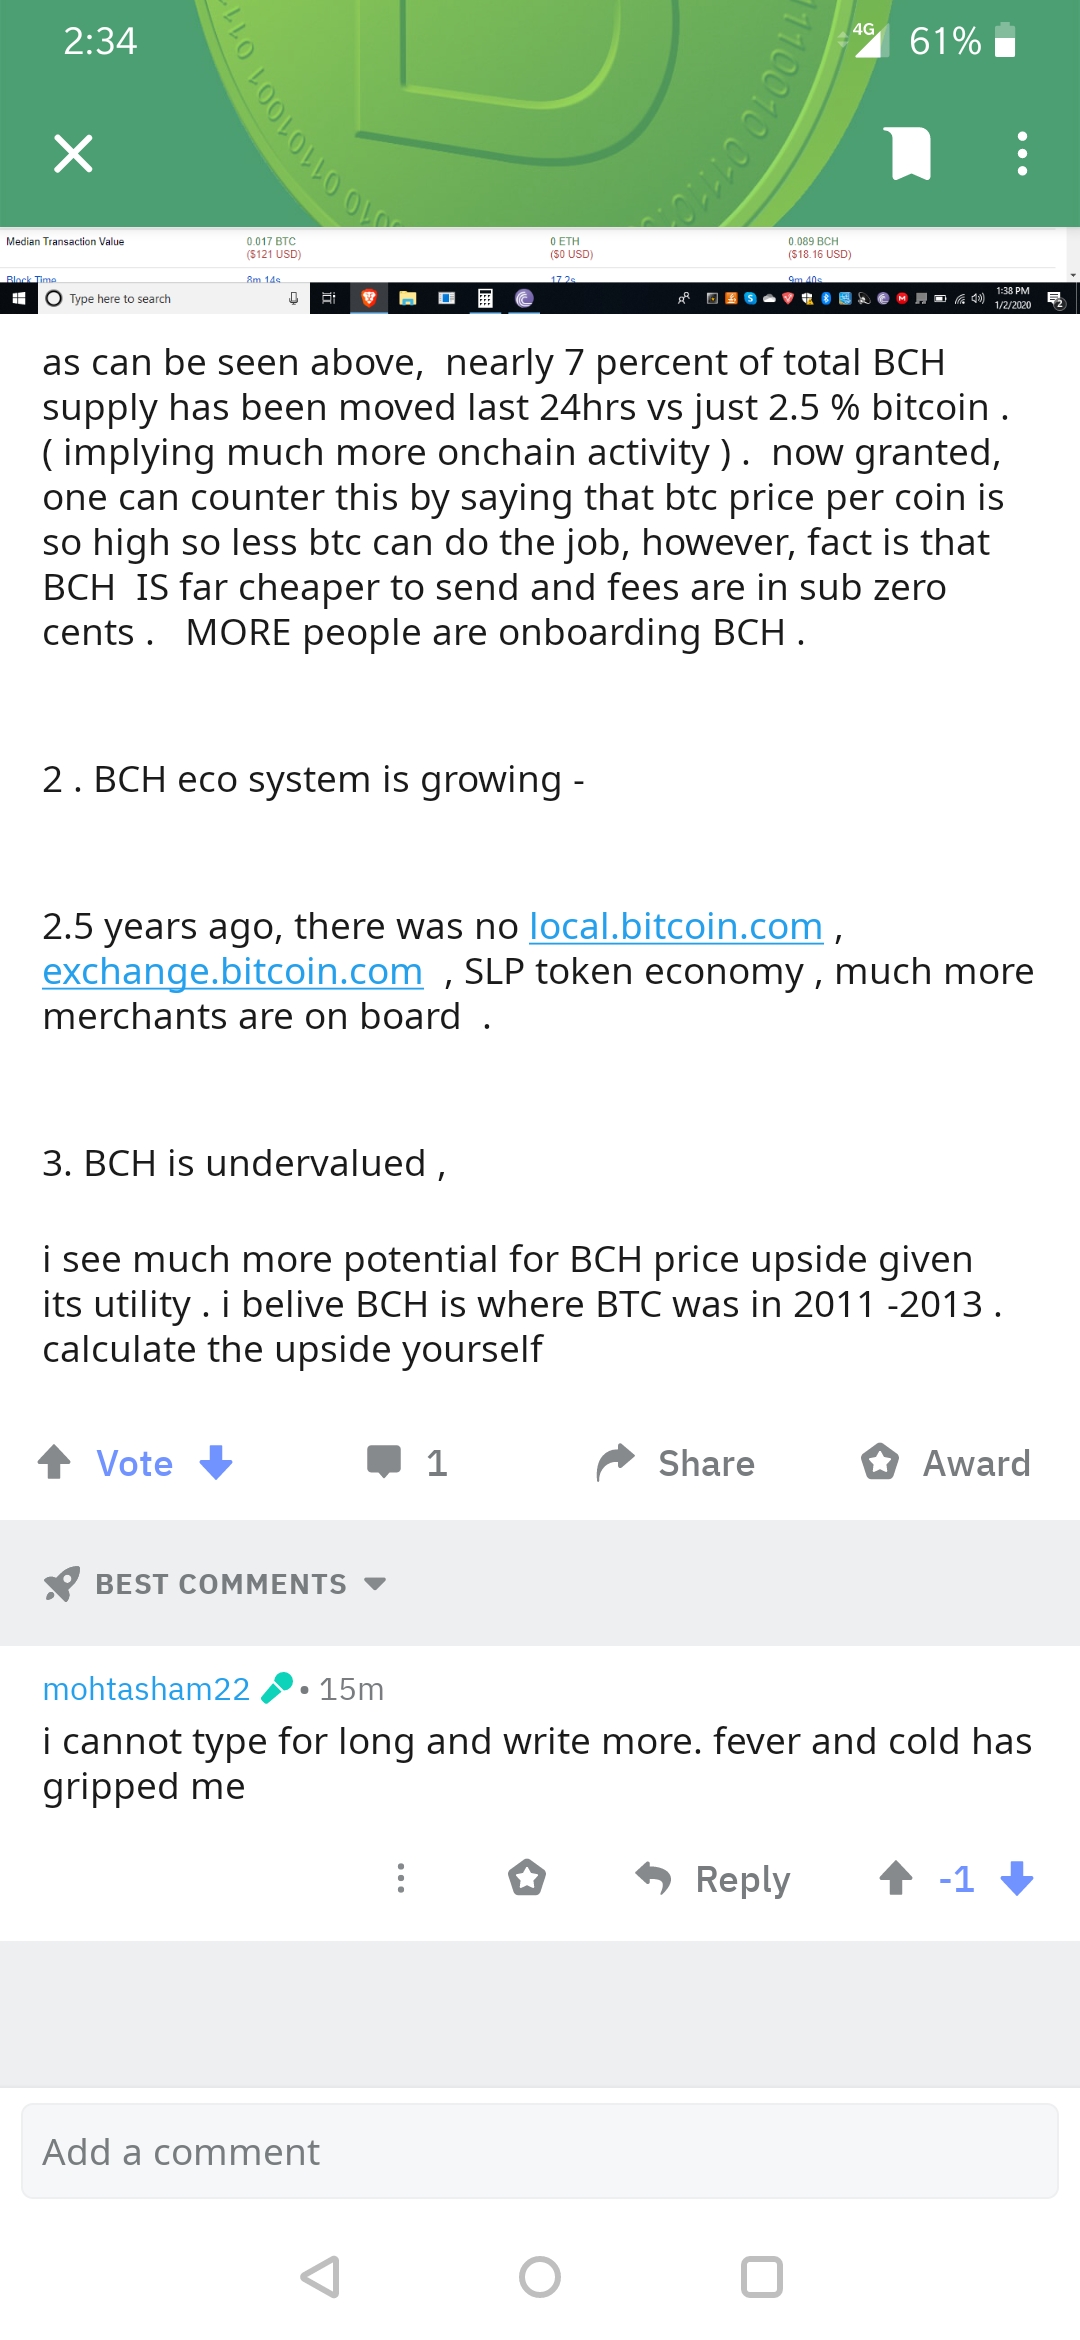 2:34
4G 61%
Median Transaction Value 0.017 BTC 0 ETH 0.089 BCH
($121 USD) ($0 USD) ($18.16 USD)
Block Time 8m 14s 17.2s 9m 40s
Type here to search 1:38 PM
1/2/2020
as can be seen above, nearly 7 percent of total BCH
supply has been moved last 24hrs vs just 2.5 % bitcoin .
( implying much more onchain activity ) . now granted,
one can counter this by saying that btc price per coin is
so high so less btc can do the job, however, fact is that
BCH IS far cheaper to send and fees are in sub zero
cents . MORE people are onboarding BCH .
2 . BCH eco system is growing -
2.5 years ago, there was no local.bitcoin.com ,
exchange.bitcoin.com , SLP token economy , much more
merchants are on board .
3. BCH is undervalued ,
i see much more potential for BCH price upside given
its utility . i belive BCH is where BTC was in 2011 -2013 .
calculate the upside yourself
Vote 1 Share Award
BEST COMMENTS
mohtasham22 • 15m
i cannot type for long and write more. fever and cold has
gripped me
Reply -1
Add a comment